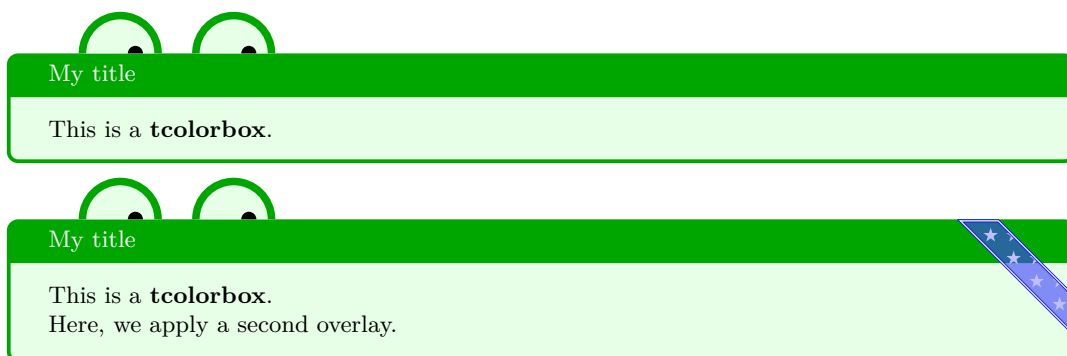 My title
This is a tcolorbox.
My title
This is a tcolorbox.
Here, we apply a second overlay.